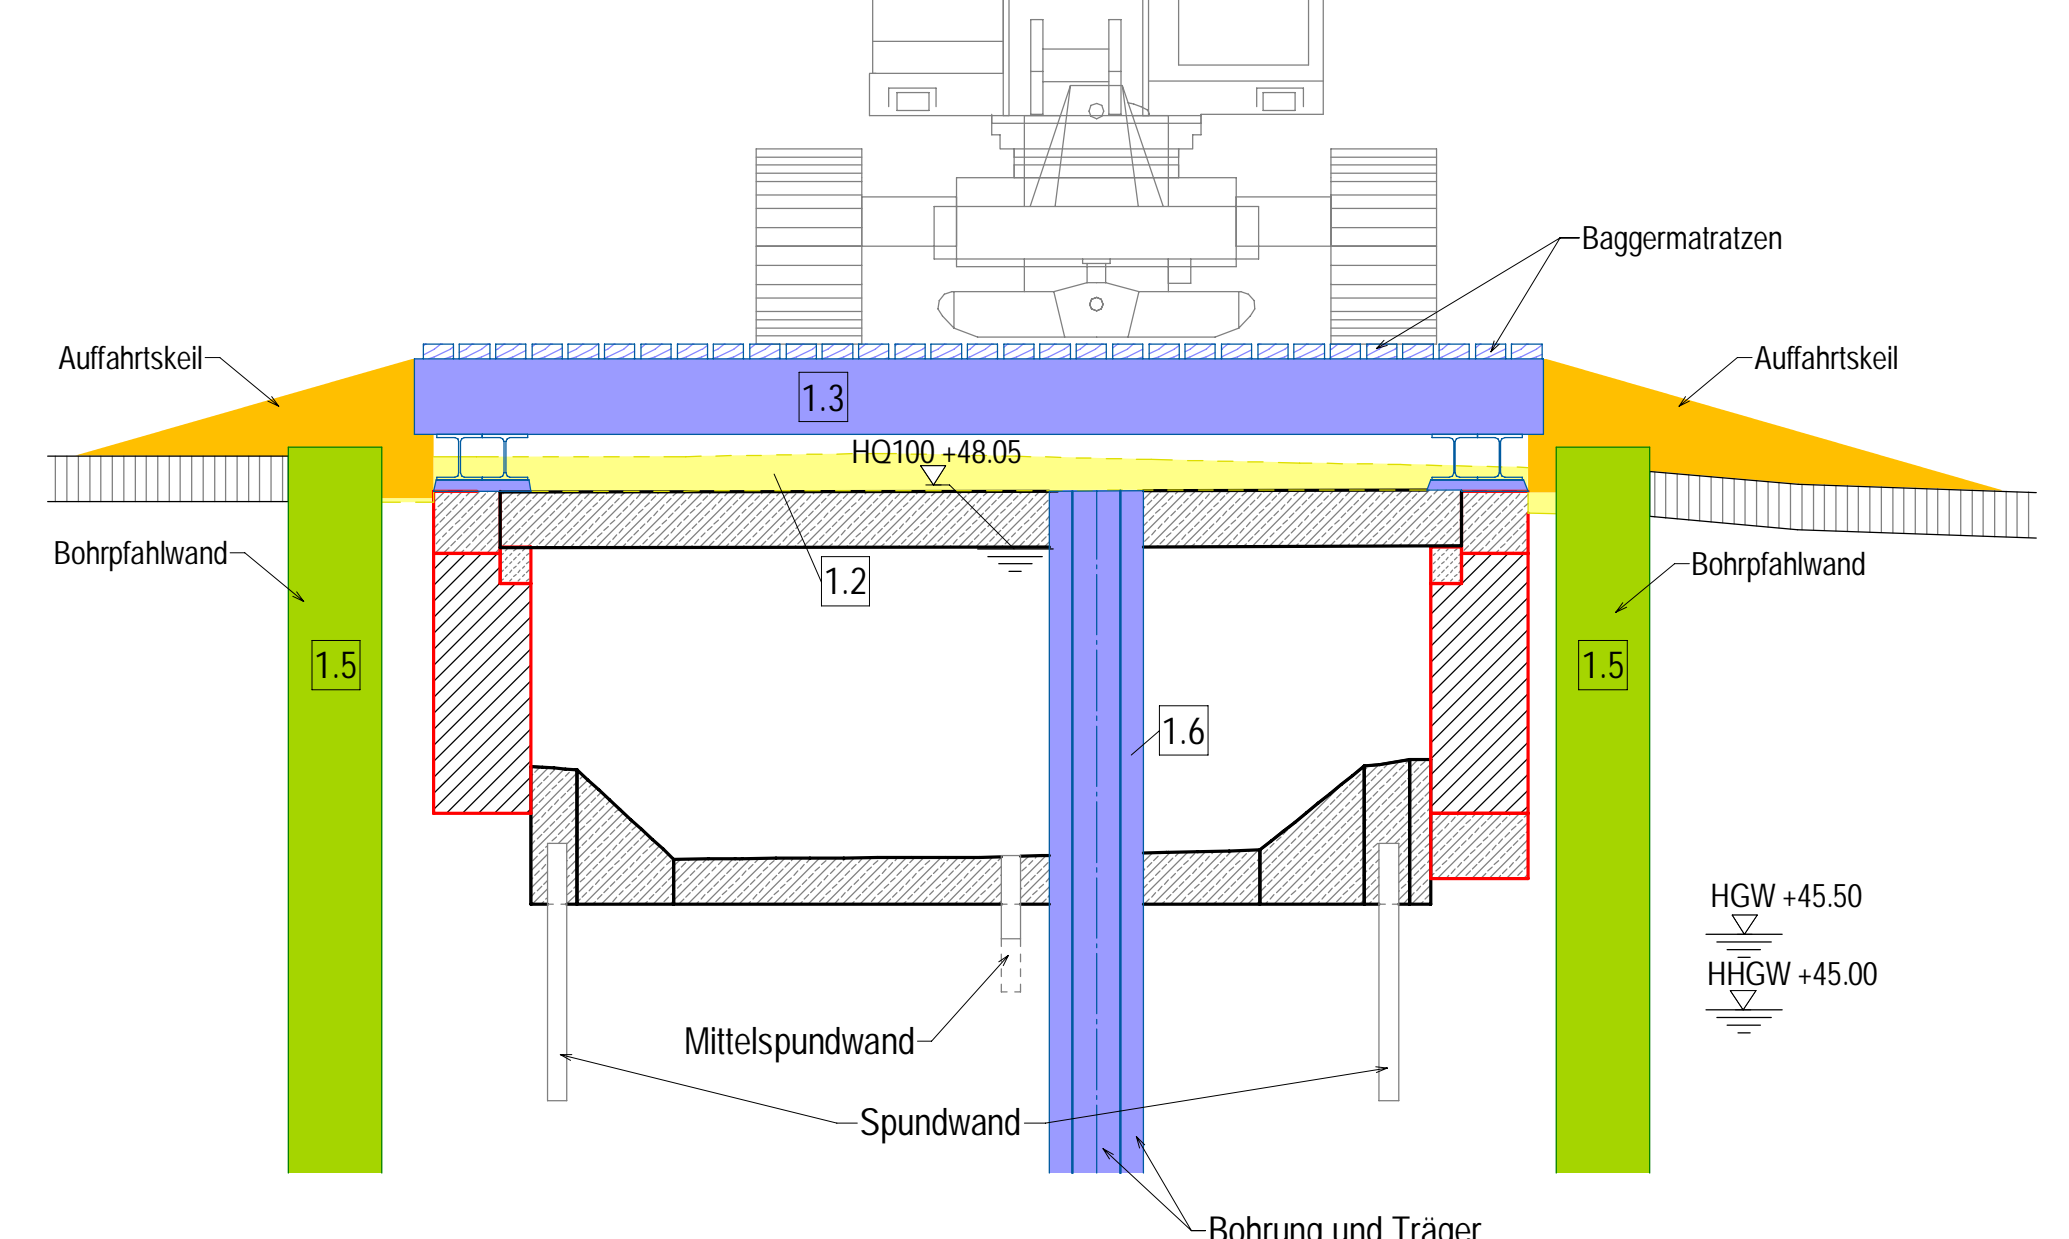 Baggermatratzen
Auffahrtskeil
Auffahrtskeil
1.3
HQ100 +48.05
Bohrpfahlwand
1.2
Bohrpfahlwand
1.5
1.5
1.6
HGW +45.50
HHGW +45.00
Mittelspundwand
Spundwand
Bohrung und Träger